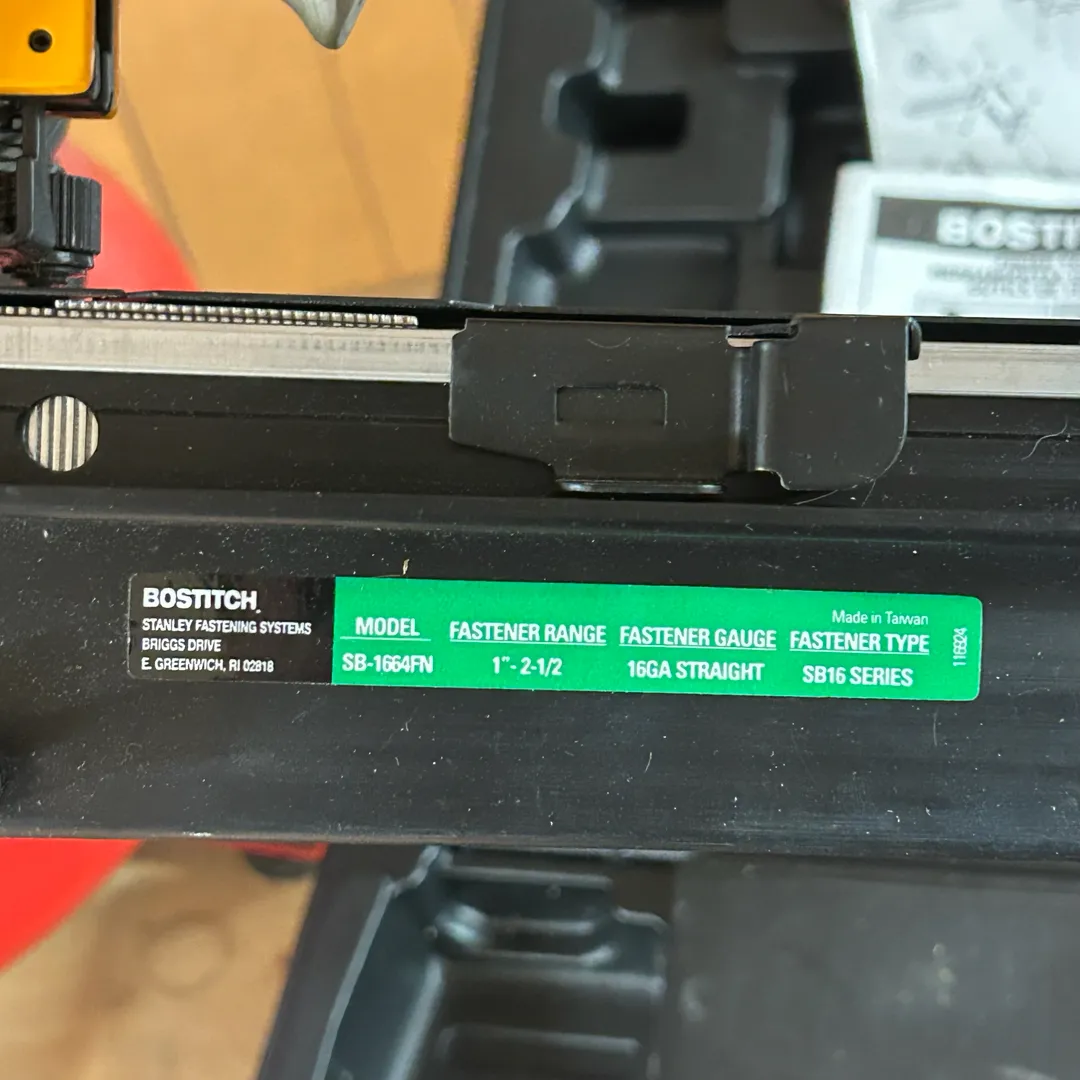 BOSTITCH
STANLEY FASTENING SYSTEMS
BRIGGS DRIVE
E. GREENWICH, RI 02818
Made in Taiwan
MODEL FASTENER RANGE FASTENER GAUGE FASTENER TYPE
SB-1664FN 1"- 2-1/2 16GA STRAIGHT SB16 SERIES
116624
BOSTI